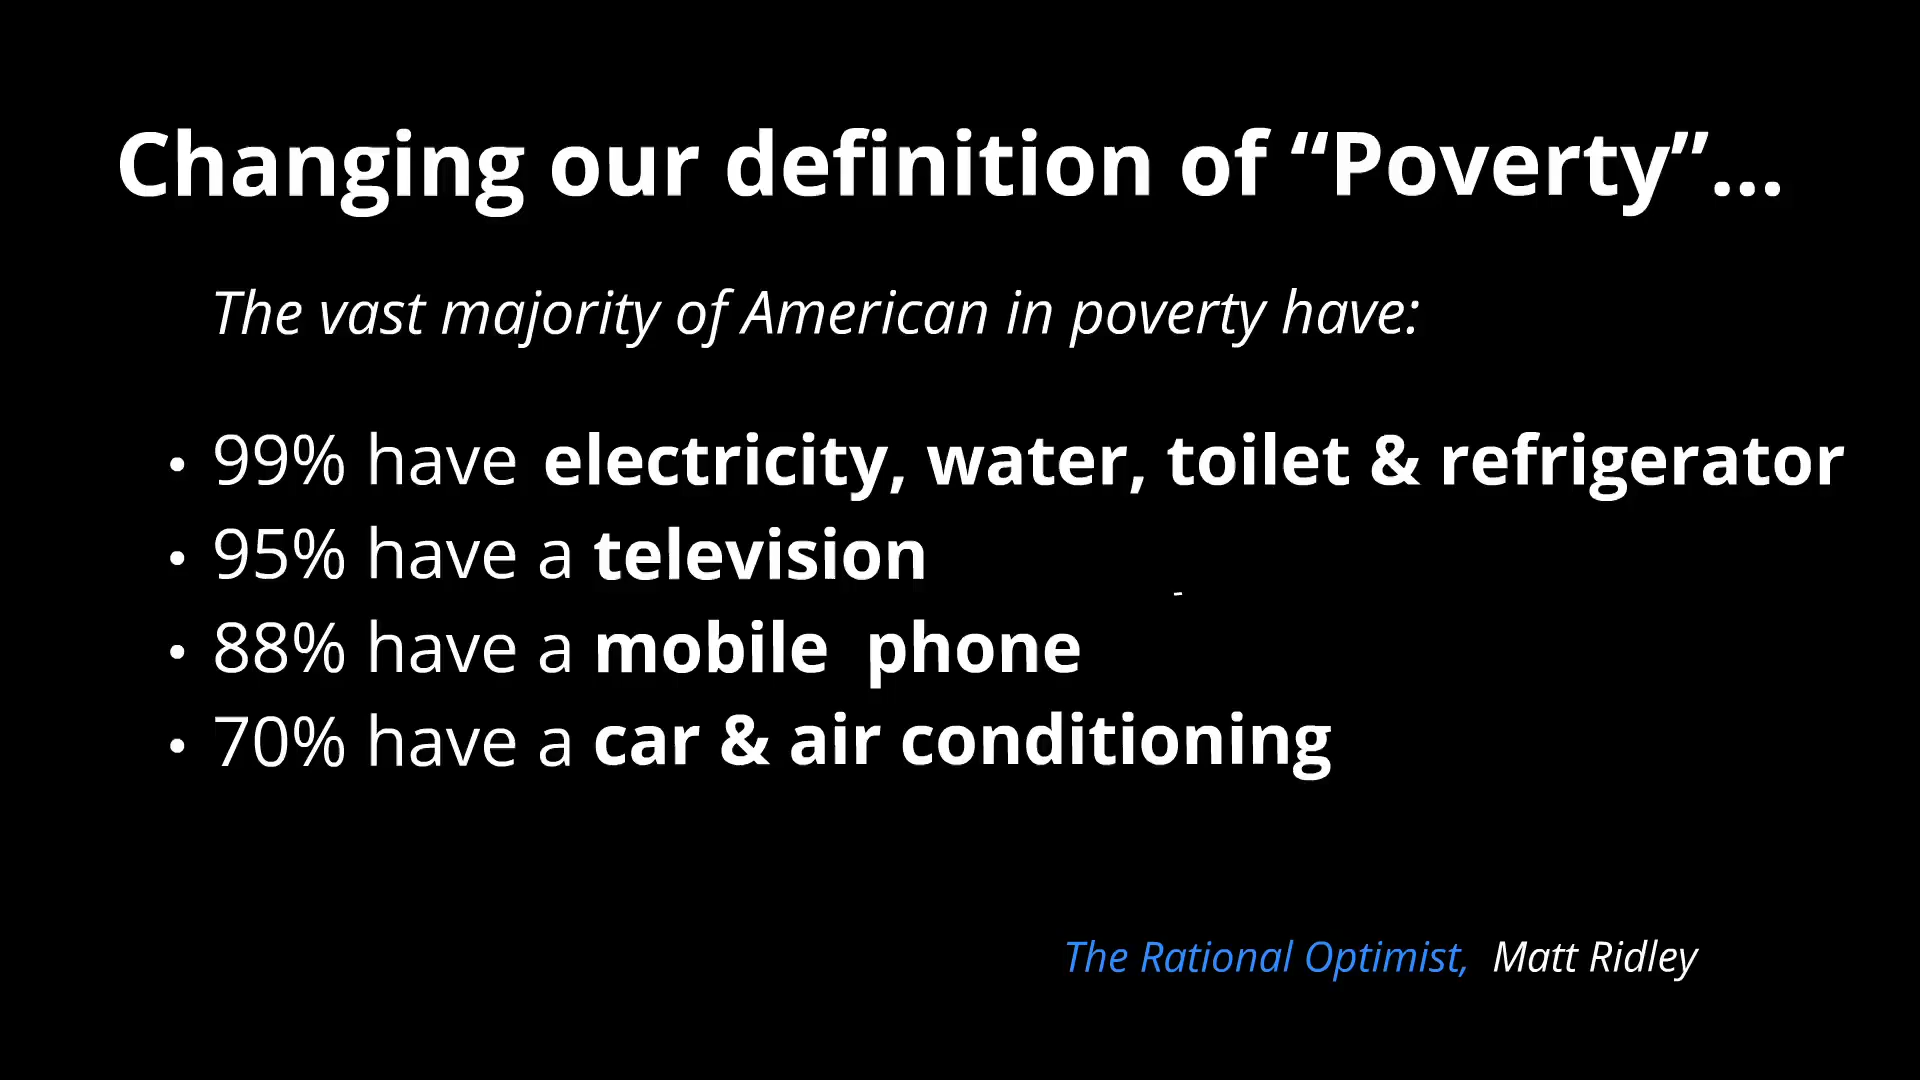 Changing our definition of “Poverty”...
The vast majority of American in poverty have:
• 99% have electricity, water, toilet & refrigerator
• 95% have a television
• 88% have a mobile phone
• 70% have a car & air conditioning
The Rational Optimist, Matt Ridley